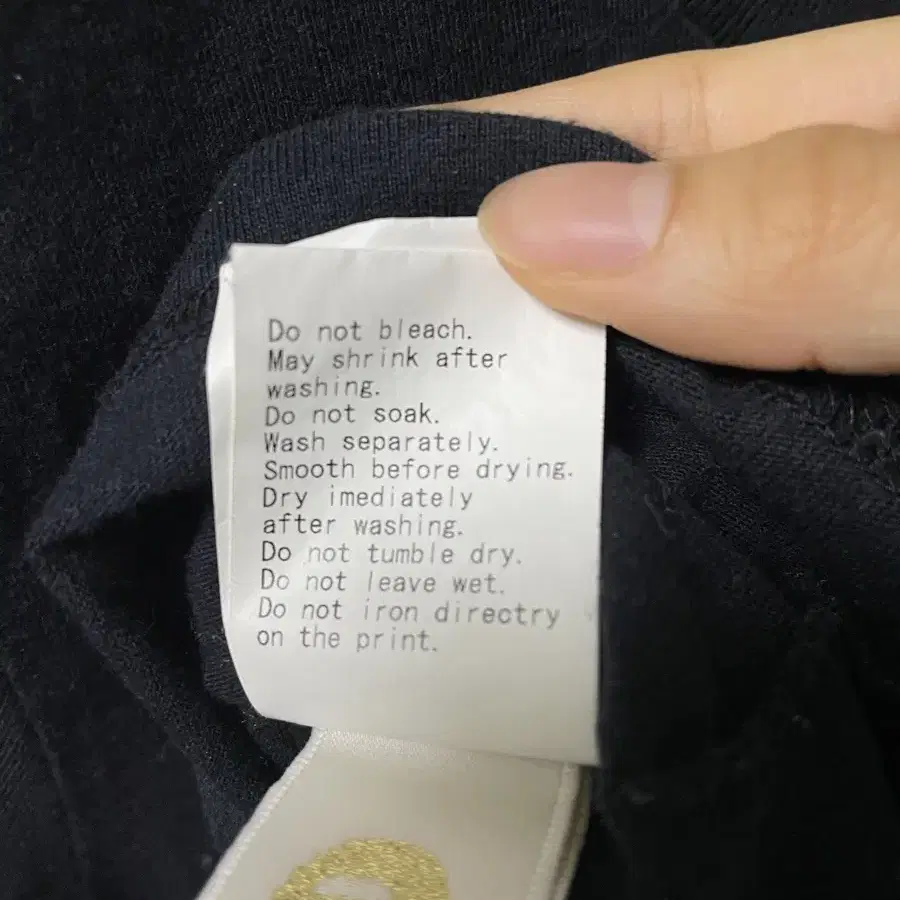 Do not bleach.
May shrink after
washing.
Do not soak.
Wash separately.
Smooth before drying.
Dry imediately
after washing.
Do not tumble dry.
Do not leave wet.
Do not iron directry
on the print.